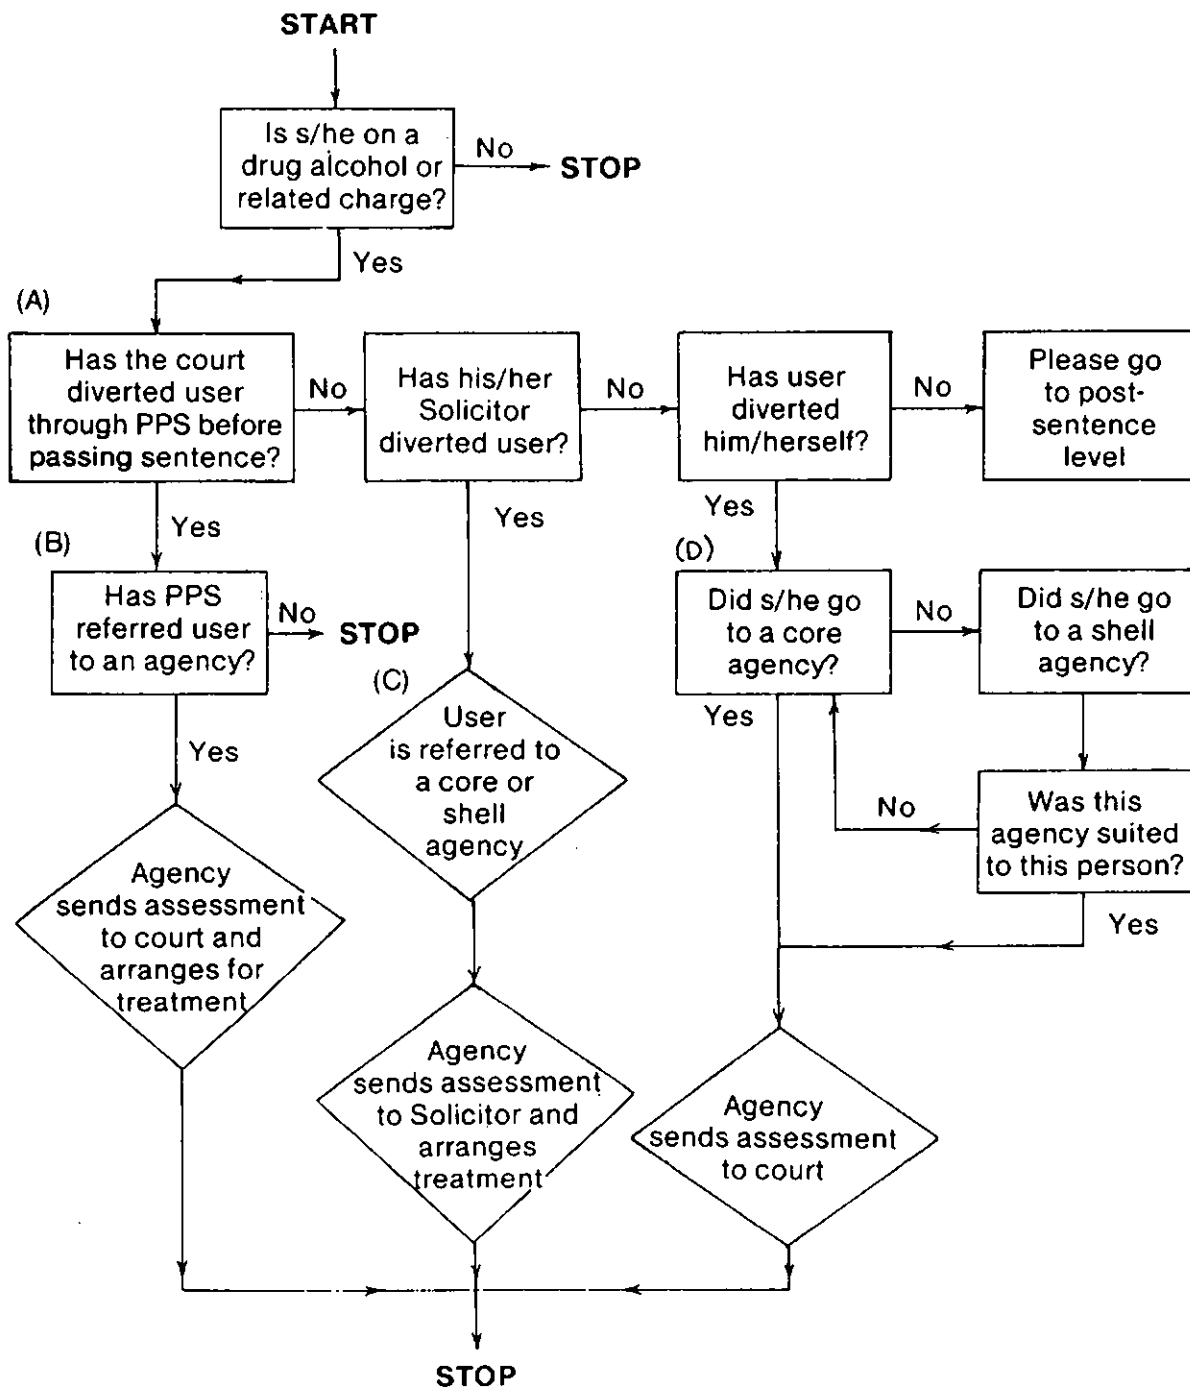 START
Is s/he on a
drug alcohol or
related charge?
No
STOP
Yes
(A)
Has the court
diverted user
through PPS before
passing sentence?
No
Has his/her
Solicitor
diverted user?
No
Has user
diverted
him/herself?
No
Please go
to post-
sentence
level
Yes
Yes
Yes
(B)
Has PPS
referred user
to an agency?
No
STOP
(C)
User
is referred to
a core or
shell
agency
(D)
Did s/he go
to a core
agency?
No
Did s/he go
to a shell
agency?
Yes
Yes
No
Was this
agency suited
to this person?
Yes
Agency
sends assessment
to court and
arranges for
treatment
Agency
sends assessment
to Solicitor and
arranges
treatment
Agency
sends assessment
to court
STOP